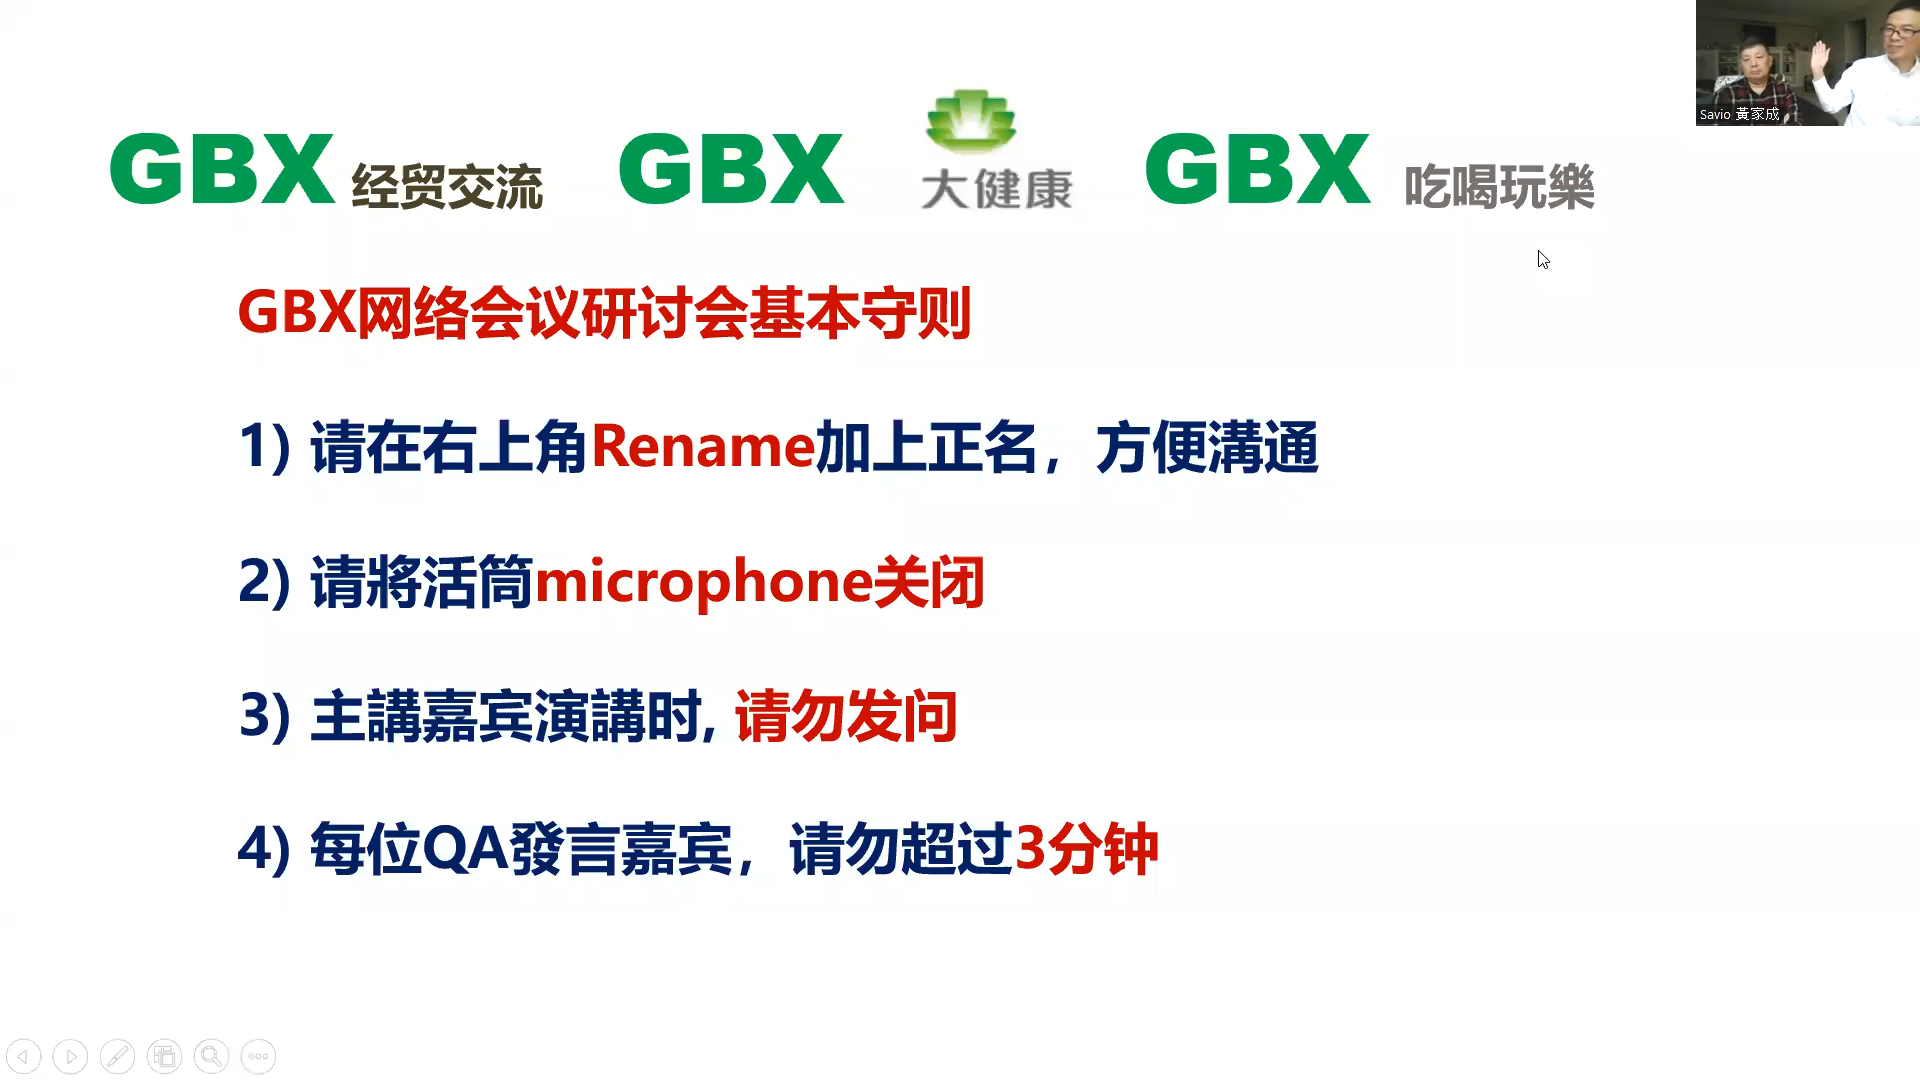 GBX 经贸交流 GBX 大健康 GBX 吃喝玩樂
Savio 黃家成
GBX网络会议研讨会基本守则
1) 请在右上角Rename加上正名，方便溝通
2) 请將活筒microphone关闭
3) 主講嘉宾演講时, 请勿发问
4) 每位QA發言嘉宾，请勿超过3分钟